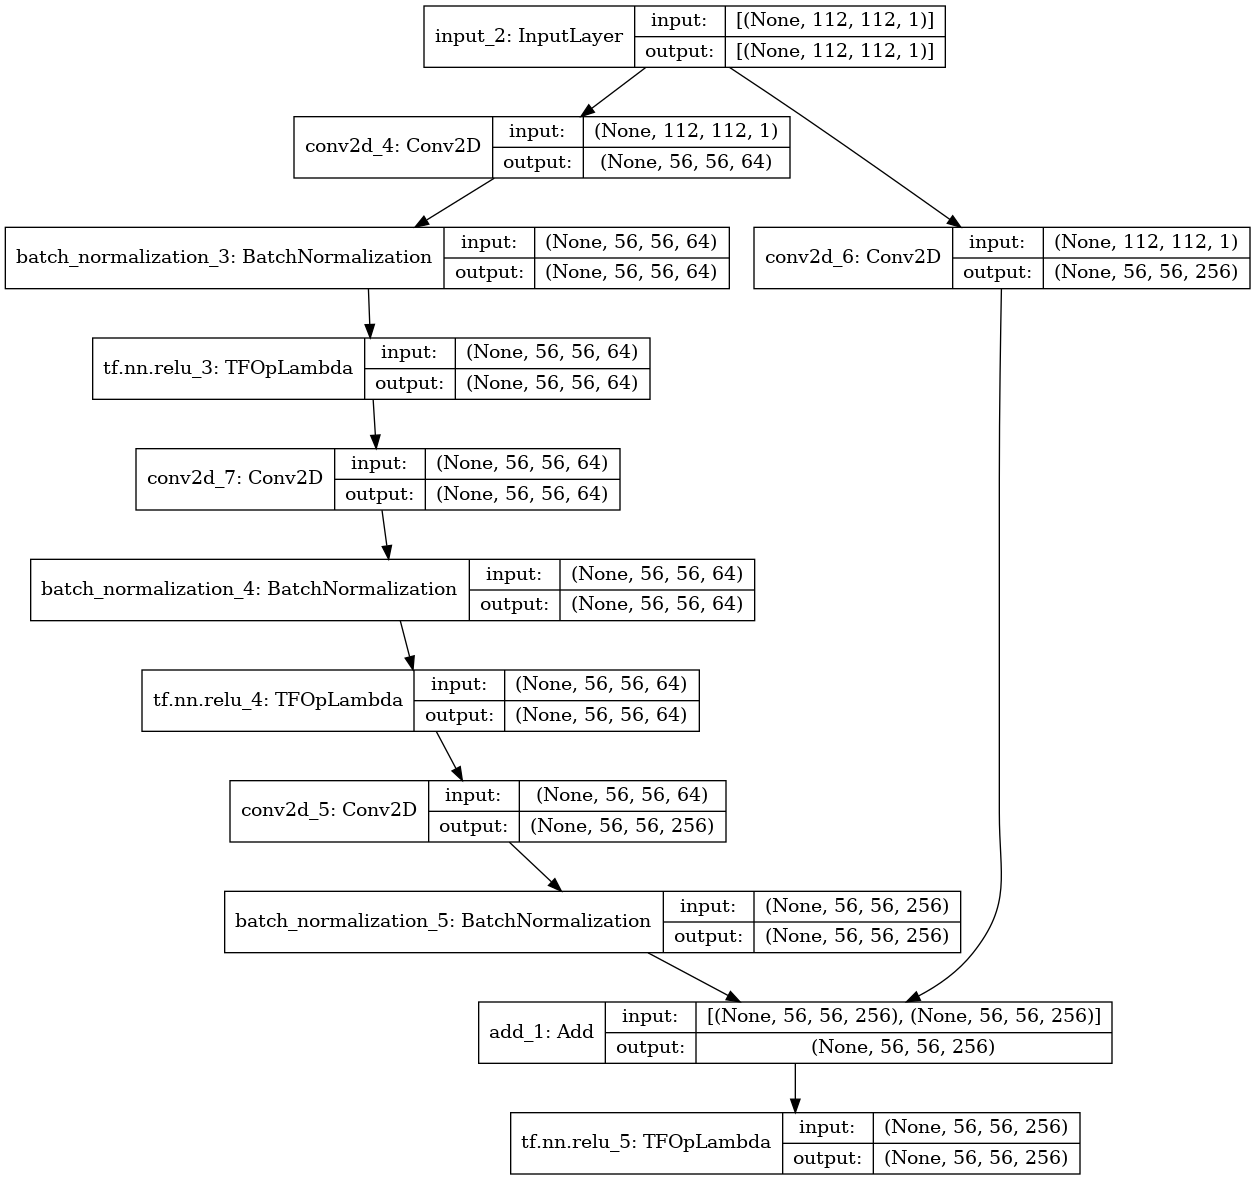 input_2: InputLayer
input: [(None, 112, 112, 1)]
output: [(None, 112, 112, 1)]
conv2d_4: Conv2D
input: (None, 112, 112, 1)
output: (None, 56, 56, 64)
batch_normalization_3: BatchNormalization
input: (None, 56, 56, 64)
output: (None, 56, 56, 64)
conv2d_6: Conv2D
input: (None, 112, 112, 1)
output: (None, 56, 56, 256)
tf.nn.relu_3: TFOpLambda
input: (None, 56, 56, 64)
output: (None, 56, 56, 64)
conv2d_7: Conv2D
input: (None, 56, 56, 64)
output: (None, 56, 56, 64)
batch_normalization_4: BatchNormalization
input: (None, 56, 56, 64)
output: (None, 56, 56, 64)
tf.nn.relu_4: TFOpLambda
input: (None, 56, 56, 64)
output: (None, 56, 56, 64)
conv2d_5: Conv2D
input: (None, 56, 56, 64)
output: (None, 56, 56, 256)
batch_normalization_5: BatchNormalization
input: (None, 56, 56, 256)
output: (None, 56, 56, 256)
add_1: Add
input: [(None, 56, 56, 256), (None, 56, 56, 256)]
output: (None, 56, 56, 256)
tf.nn.relu_5: TFOpLambda
input: (None, 56, 56, 256)
output: (None, 56, 56, 256)